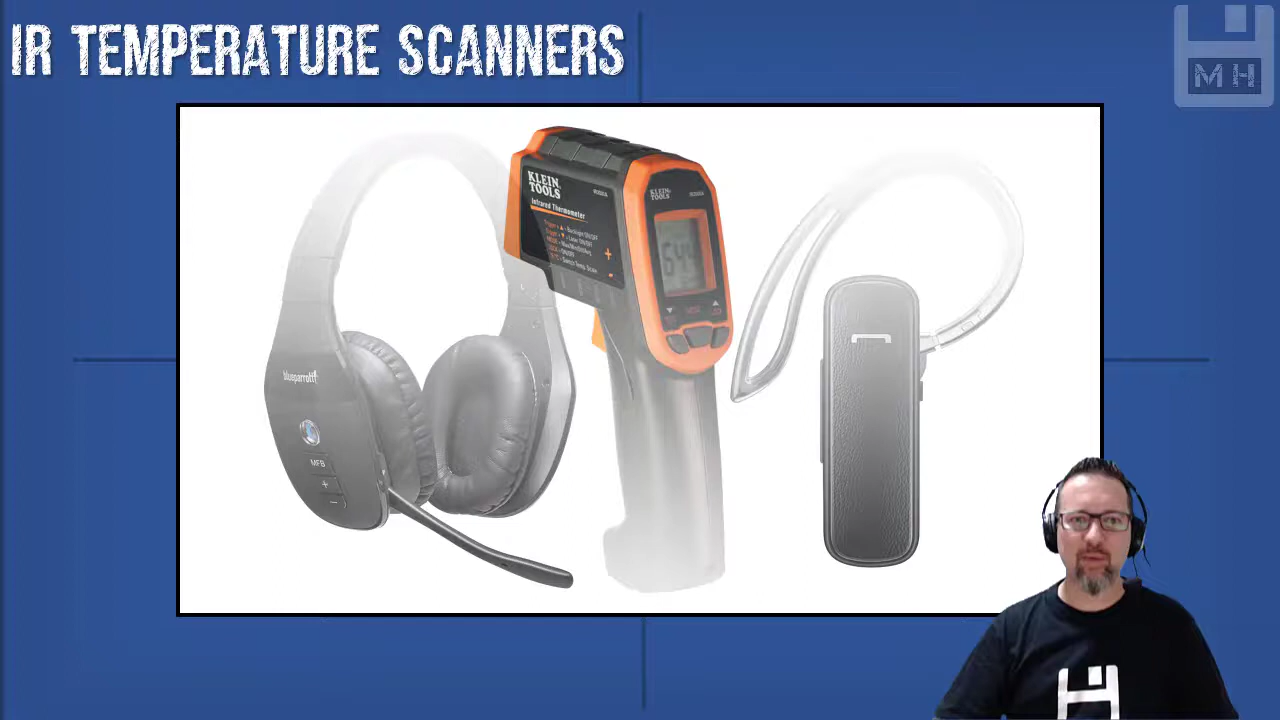 IR TEMPERATURE SCANNERS
MH
KLEIN
TOOLS
Infrared Thermometer
KLEIN
TOOLS
blueparrott
MFB
+
−